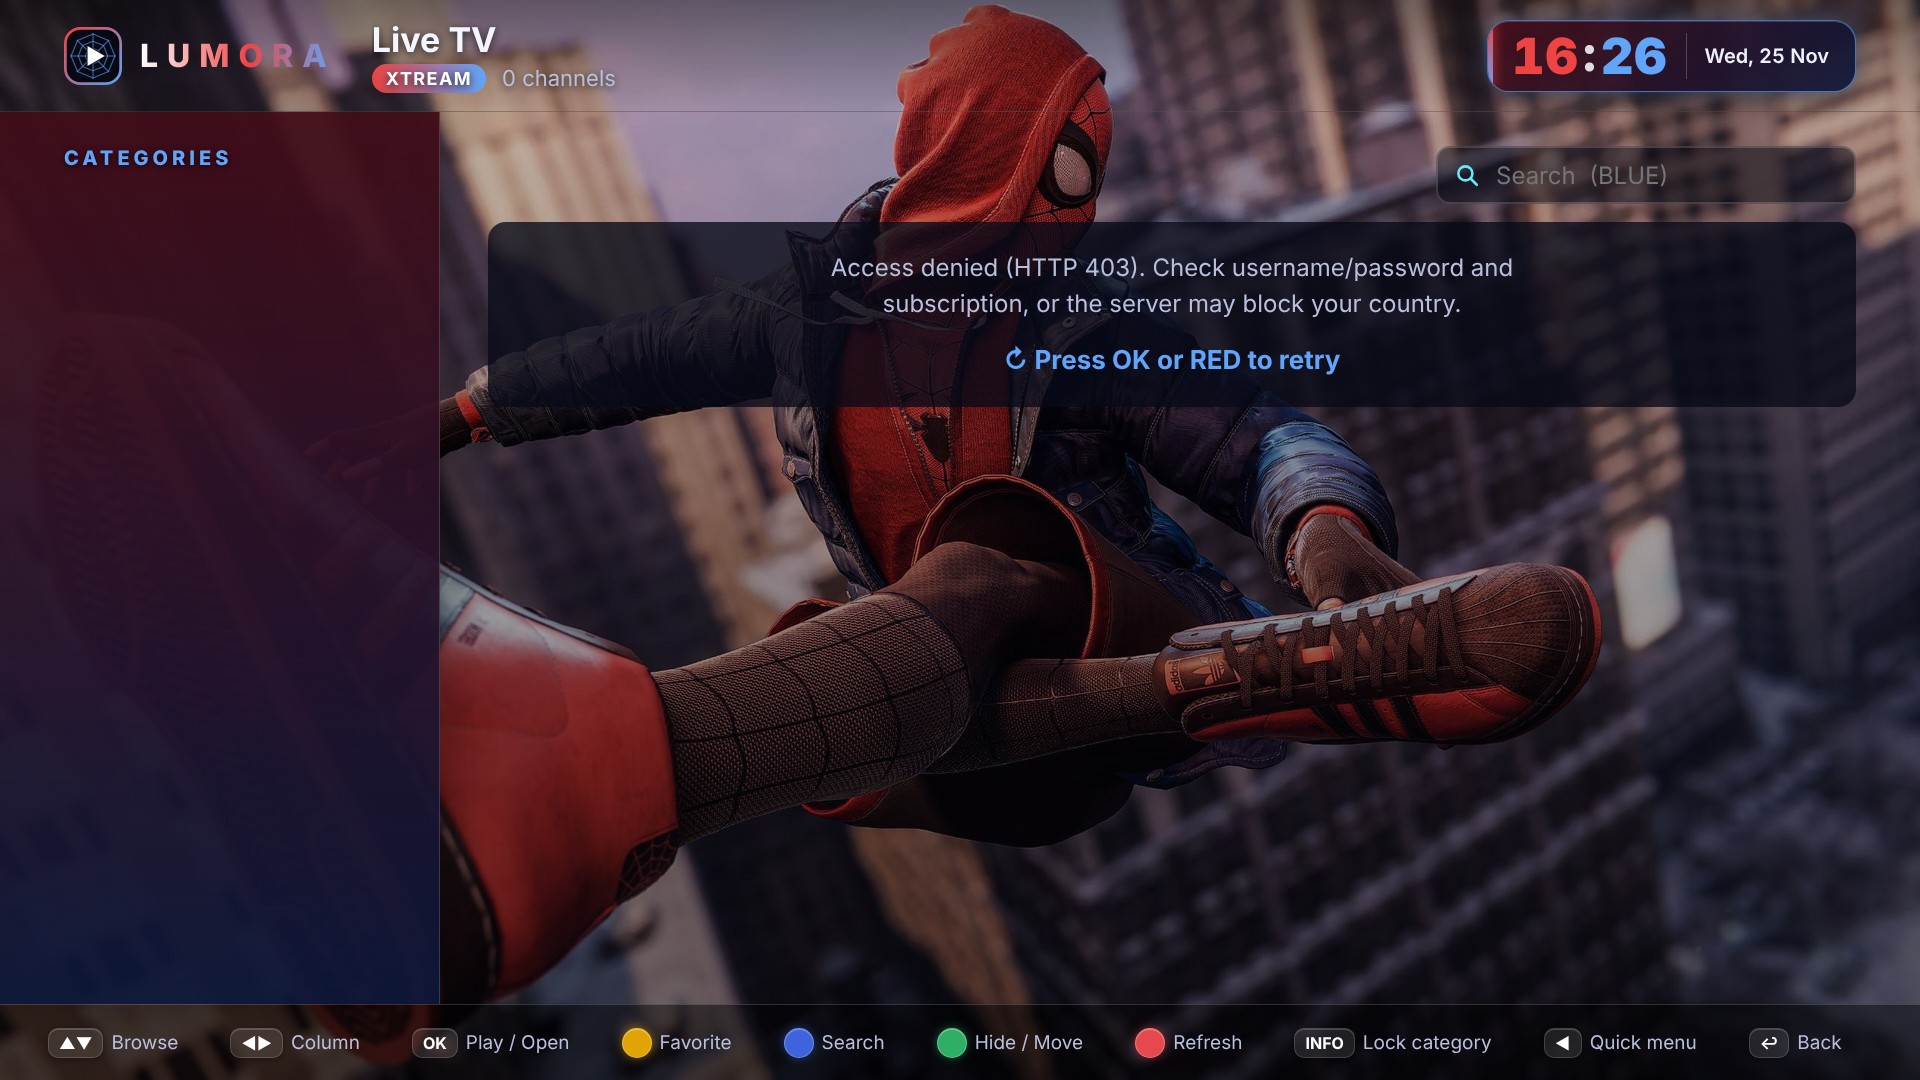 LUMORA
Live TV
XTREAM 0 channels
16:26 Wed, 25 Nov
CATEGORIES
Search (BLUE)
Access denied (HTTP 403). Check username/password and
subscription, or the server may block your country.
↻ Press OK or RED to retry
adidas
▲▼ Browse ◀▶ Column OK Play / Open Favorite Search Hide / Move Refresh INFO Lock category ◀ Quick menu ↩ Back